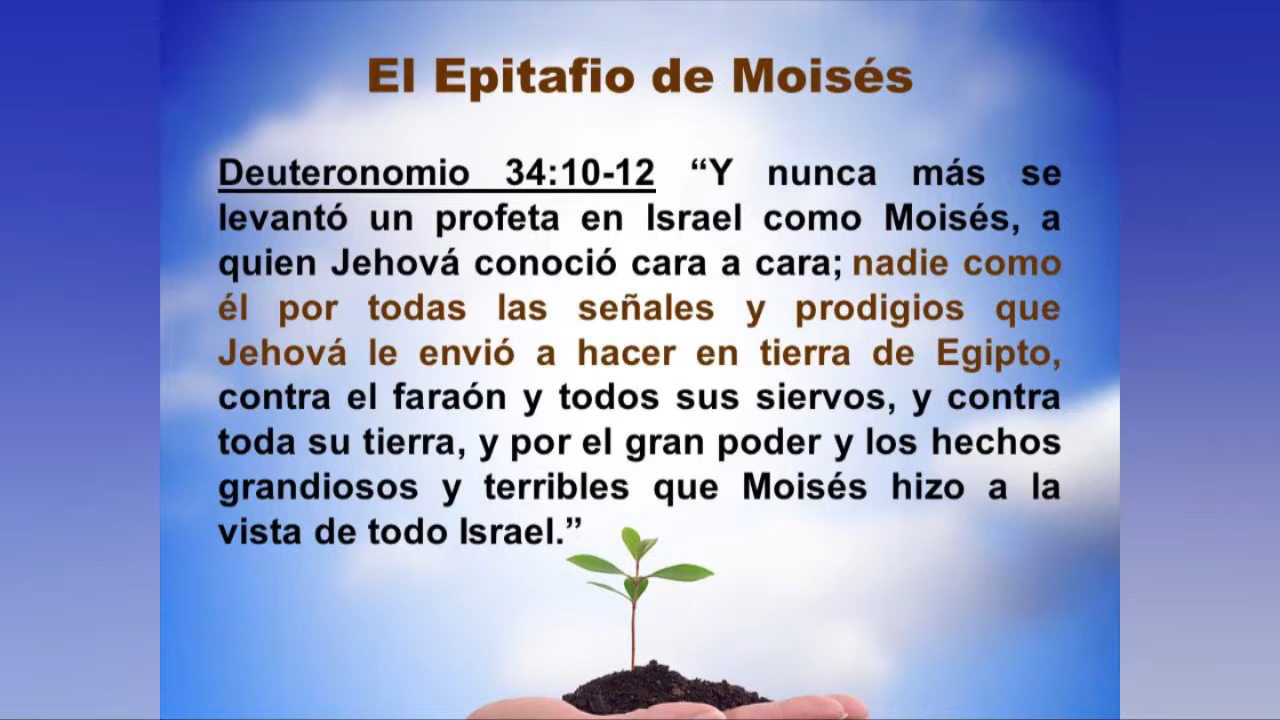 El Epitafio de Moisés
Deuteronomio 34:10-12 “Y nunca más se
levantó un profeta en Israel como Moisés, a
quien Jehová conoció cara a cara; nadie como
él por todas las señales y prodigios que
Jehová le envió a hacer en tierra de Egipto,
contra el faraón y todos sus siervos, y contra
toda su tierra, y por el gran poder y los hechos
grandiosos y terribles que Moisés hizo a la
vista de todo Israel.”